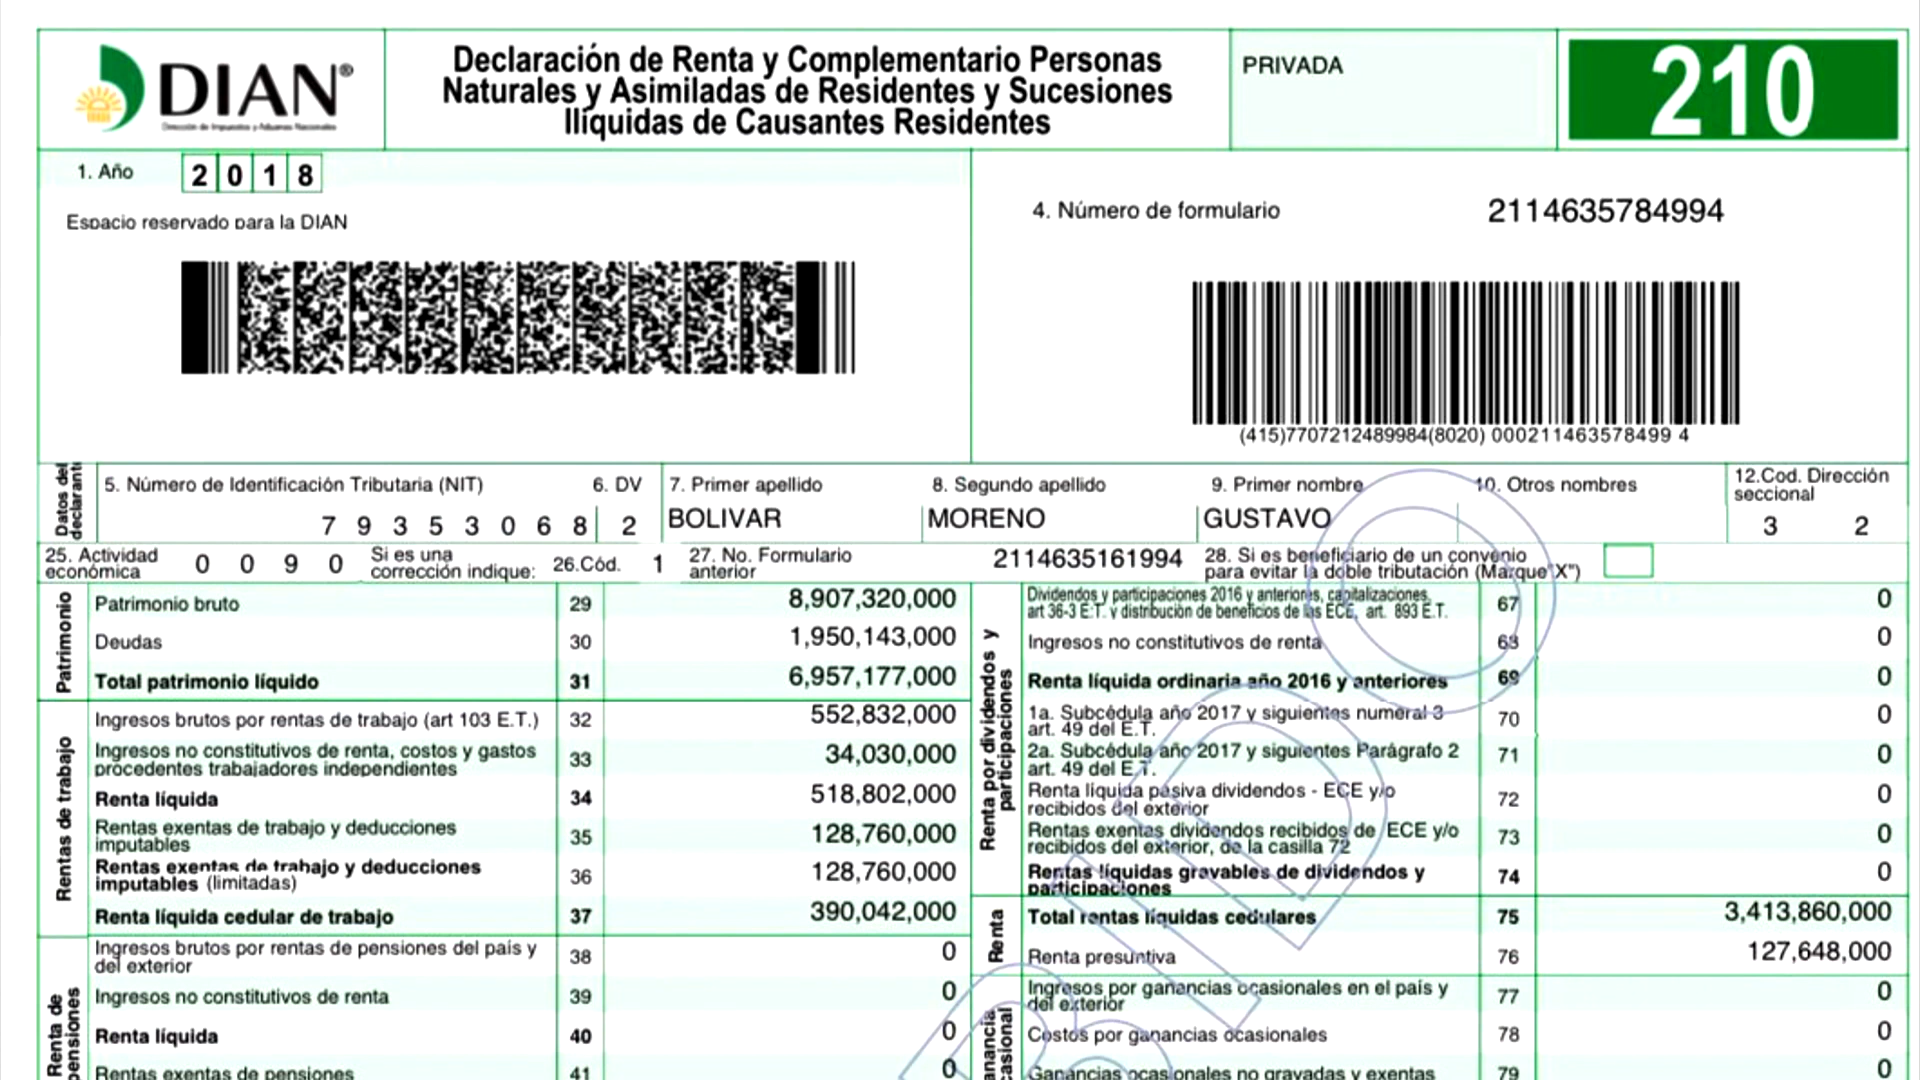 DIAN®
Dirección de Impuestos y Aduanas Nacionales
Declaración de Renta y Complementario Personas
Naturales y Asimiladas de Residentes y Sucesiones
Ilíquidas de Causantes Residentes
PRIVADA
210
1. Año 2 0 1 8
Espacio reservado para la DIAN
4. Número de formulario 2114635784994
(415)7707212489984(8020) 000211463578499 4
Datos del
declarante
5. Número de Identificación Tributaria (NIT) 6. DV 7. Primer apellido 8. Segundo apellido 9. Primer nombre 10. Otros nombres 12.Cod. Dirección
seccional
7 9 3 5 3 0 6 8 2 BOLIVAR MORENO GUSTAVO 3 2
25. Actividad
económica 0 0 9 0 Si es una
corrección indique: 26.Cód. 1 27. No. Formulario
anterior 2114635161994 28. Si es beneficiario de un convenio
para evitar la doble tributación (Marque"X")
Patrimonio
Patrimonio bruto 29 8,907,320,000
Deudas 30 1,950,143,000
Total patrimonio líquido 31 6,957,177,000
Rentas de trabajo
Ingresos brutos por rentas de trabajo (art 103 E.T.) 32 552,832,000
Ingresos no constitutivos de renta, costos y gastos
procedentes trabajadores independientes 33 34,030,000
Renta líquida 34 518,802,000
Rentas exentas de trabajo y deducciones
imputables 35 128,760,000
Rentas exentas de trabajo y deducciones
imputables (limitadas) 36 128,760,000
Renta líquida cedular de trabajo 37 390,042,000
Renta de
pensiones
Ingresos brutos por rentas de pensiones del país y
del exterior 38 0
Ingresos no constitutivos de renta 39 0
Renta líquida 40 0
Rentas exentas de pensiones 41 0
Renta por dividendos y
participaciones
Dividendos y participaciones 2016 y anteriores, capitalizaciones,
art 36-3 E.T. y distribución de beneficios de las ECE, art. 893 E.T. 67 0
Ingresos no constitutivos de renta 68 0
Renta líquida ordinaria año 2016 y anteriores 69 0
1a. Subcédula año 2017 y siguientes numeral 3
art. 49 del E.T. 70 0
2a. Subcédula año 2017 y siguientes Parágrafo 2
art. 49 del E.T. 71 0
Renta líquida pasiva dividendos - ECE y/o
recibidos del exterior 72 0
Rentas exentas dividendos recibidos de ECE y/o
recibidos del exterior, de la casilla 72 73 0
Rentas líquidas gravables de dividendos y
participaciones 74 0
Renta
Total rentas líquidas cedulares 75 3,413,860,000
Renta presuntiva 76 127,648,000
Ingresos por ganancias ocasionales en el país y
del exterior 77 0
Costos por ganancias ocasionales 78 0
Ganancias ocasionales no gravadas y exentas 79 0